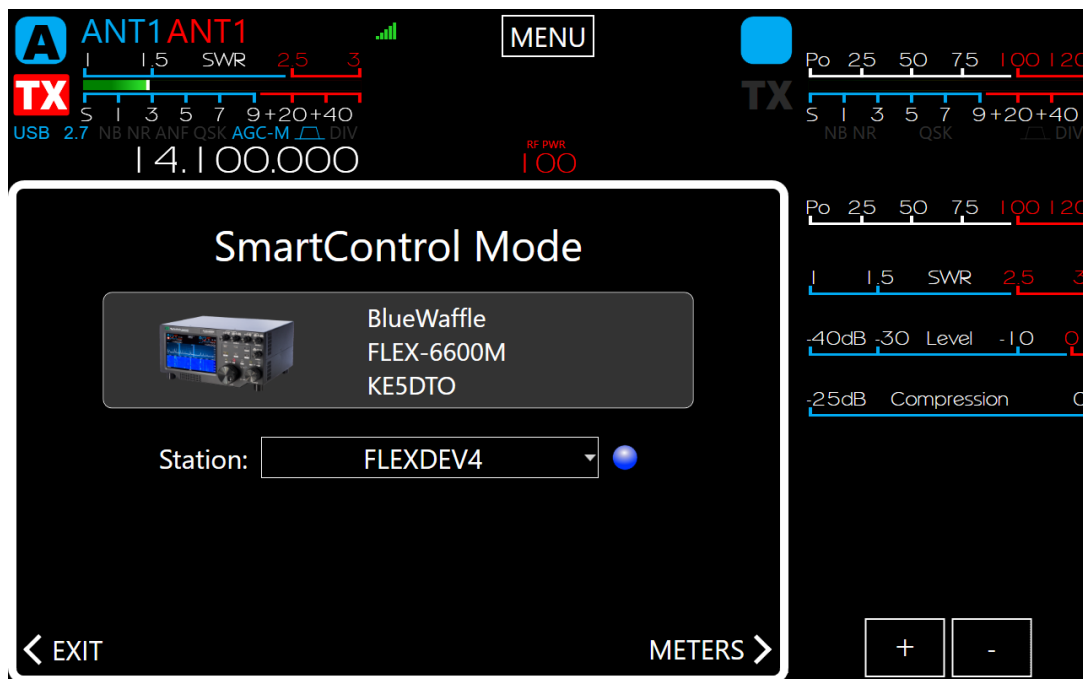 A ANT1 ANT1 MENU
I 1.5 SWR 2.5 3
TX
S 1 3 5 7 9 +20 +40
USB 2.7 NB NR ANF QSK AGC-M DIV
14.100.000
RF PWR
100
Po 25 50 75 100 120
TX
S 1 3 5 7 9 +20 +40
NB NR QSK DIV
SmartControl Mode
BlueWaffle
FLEX-6600M
KE5DTO
Station: FLEXDEV4
EXIT
METERS
Po 25 50 75 100 120
1 1.5 SWR 2.5 3
-40dB -30 Level -10 0
-25dB Compression 0
+ -